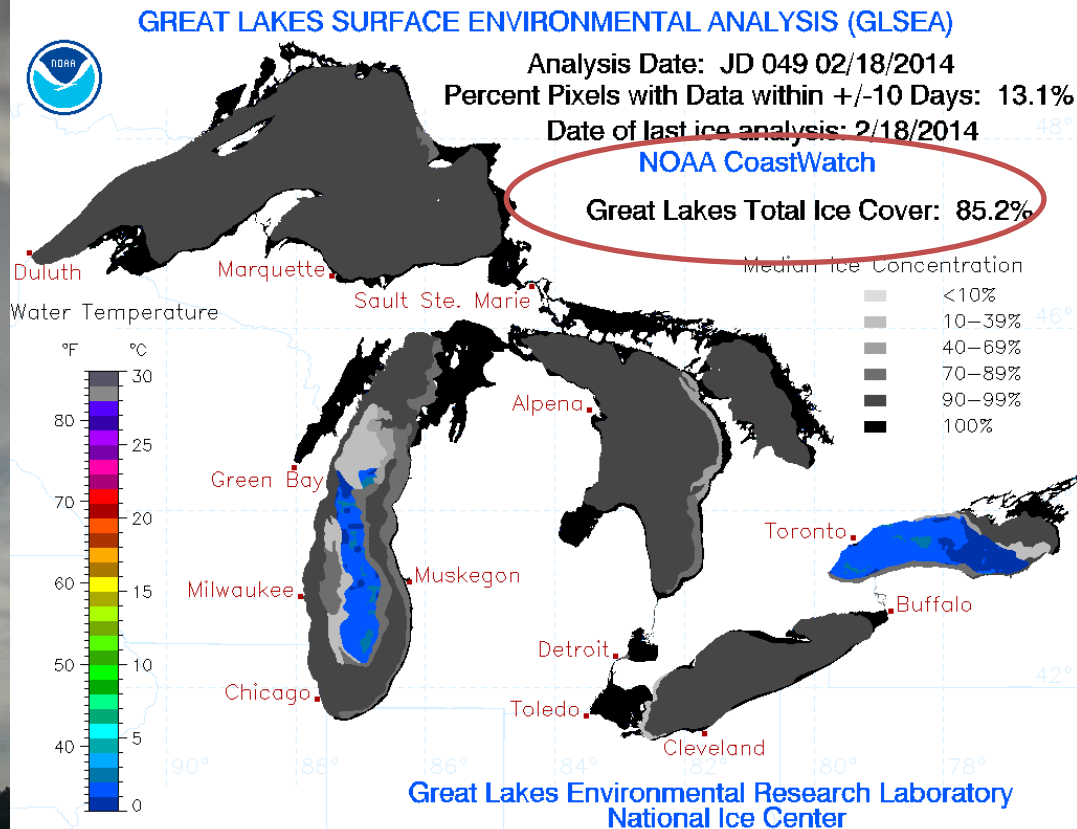 GREAT LAKES SURFACE ENVIRONMENTAL ANALYSIS (GLSEA)
NOAA
Analysis Date: JD 049 02/18/2014
Percent Pixels with Data within +/-10 Days: 13.1%
Date of last ice analysis: 2/18/2014
48°
NOAA CoastWatch
Great Lakes Total Ice Cover: 85.2%
Duluth
Marquette
Sault Ste. Marie
Median Ice Concentration
<10%
10-39%
40-69%
70-89%
90-99%
100%
46°
Water Temperature
°F °C
30
80
25
70
20
60
15
50
10
40
5
0
Alpena
Green Bay
Toronto
Milwaukee
Muskegon
Buffalo
Detroit
42°
Chicago
Toledo
Cleveland
90° 88° 86° 84° 82° 80° 78°
Great Lakes Environmental Research Laboratory
National Ice Center